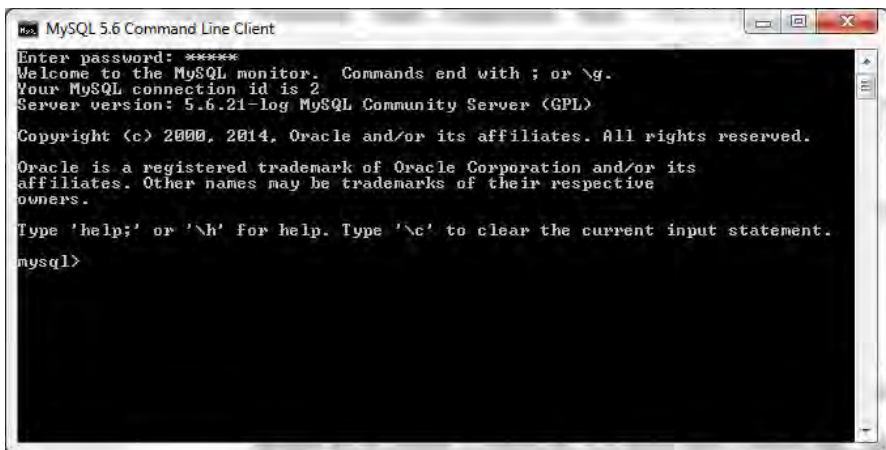 MySQL 5.6 Command Line Client
Enter password: *****
Welcome to the MySQL monitor.  Commands end with ; or \g.
Your MySQL connection id is 2
Server version: 5.6.21-log MySQL Community Server (GPL)
Copyright (c) 2000, 2014, Oracle and/or its affiliates. All rights reserved.
Oracle is a registered trademark of Oracle Corporation and/or its
affiliates. Other names may be trademarks of their respective
owners.
Type 'help;' or '\h' for help. Type '\c' to clear the current input statement.
mysql>